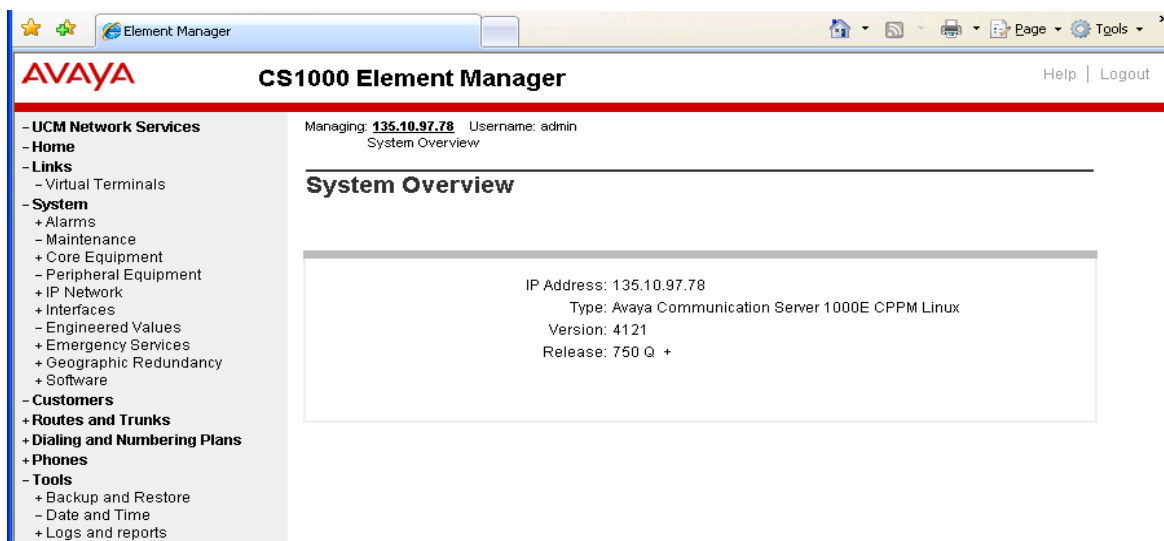 Element Manager
Page
Tools
AVAYA
CS1000 Element Manager
Help | Logout
– UCM Network Services
– Home
– Links
– Virtual Terminals
– System
+ Alarms
– Maintenance
+ Core Equipment
– Peripheral Equipment
+ IP Network
+ Interfaces
– Engineered Values
+ Emergency Services
+ Geographic Redundancy
+ Software
– Customers
+ Routes and Trunks
+ Dialing and Numbering Plans
+ Phones
– Tools
+ Backup and Restore
– Date and Time
+ Logs and reports
Managing: 135.10.97.78 Username: admin
System Overview
System Overview
IP Address: 135.10.97.78
Type: Avaya Communication Server 1000E CPPM Linux
Version: 4121
Release: 750 Q +